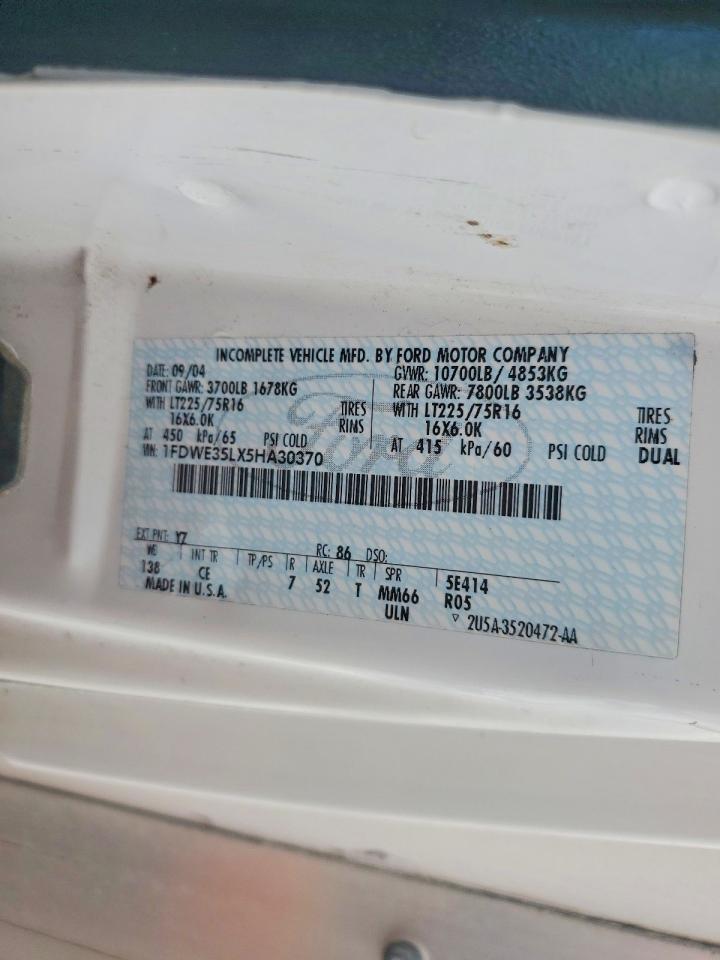 INCOMPLETE VEHICLE MFD. BY FORD MOTOR COMPANY
DATE: 09/04 GVWR: 10700LB/ 4853KG
FRONT GAWR: 3700LB 1678KG REAR GAWR: 7800LB 3538KG
WITH LT225/75R16 TIRES WITH LT225/75R16 TIRES
16X6.0K RIMS 16X6.0K RIMS
AT 450 kPa/65 PSI COLD AT 415 kPa/60 PSI COLD DUAL
VIN: 1FDWE35LX5HA30370
Ford
EXT PNT: YZ RC: 86 DSO:
WB INT TR TP/PS R AXLE TR SPR 5E414
138 CE 7 52 T MM66 R05
MADE IN U.S.A. ULN ▽ 2U5A-3520472-AA